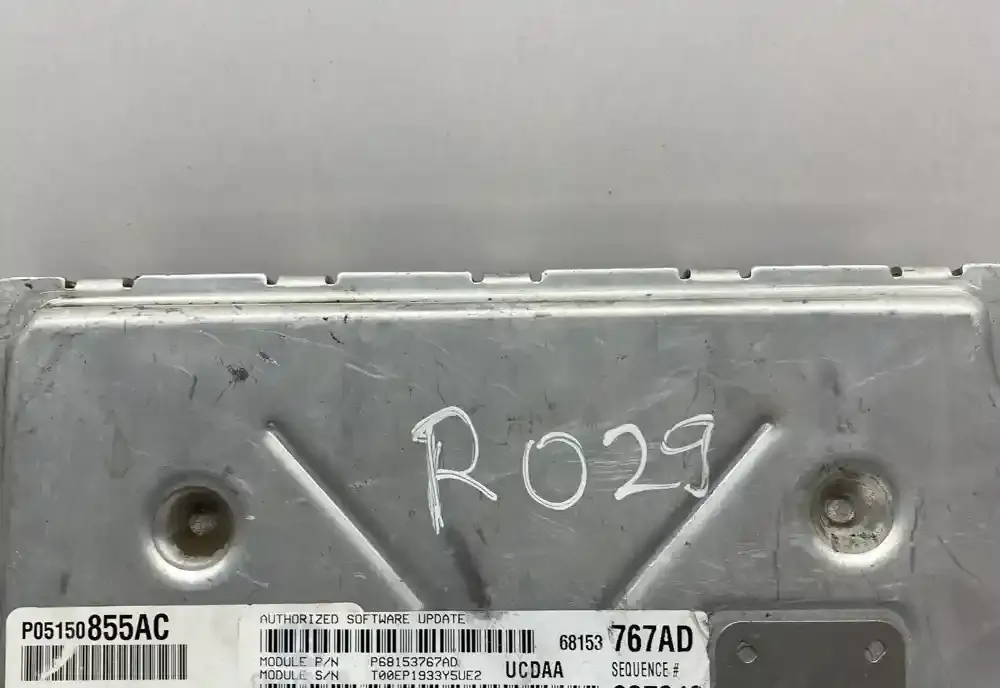 R029
P05150855AC
AUTHORIZED SOFTWARE UPDATE
68153 767AD
MODULE P/N P68153767AD
MODULE S/N T00EP1933Y5UE2
UCDAA SEQUENCE #